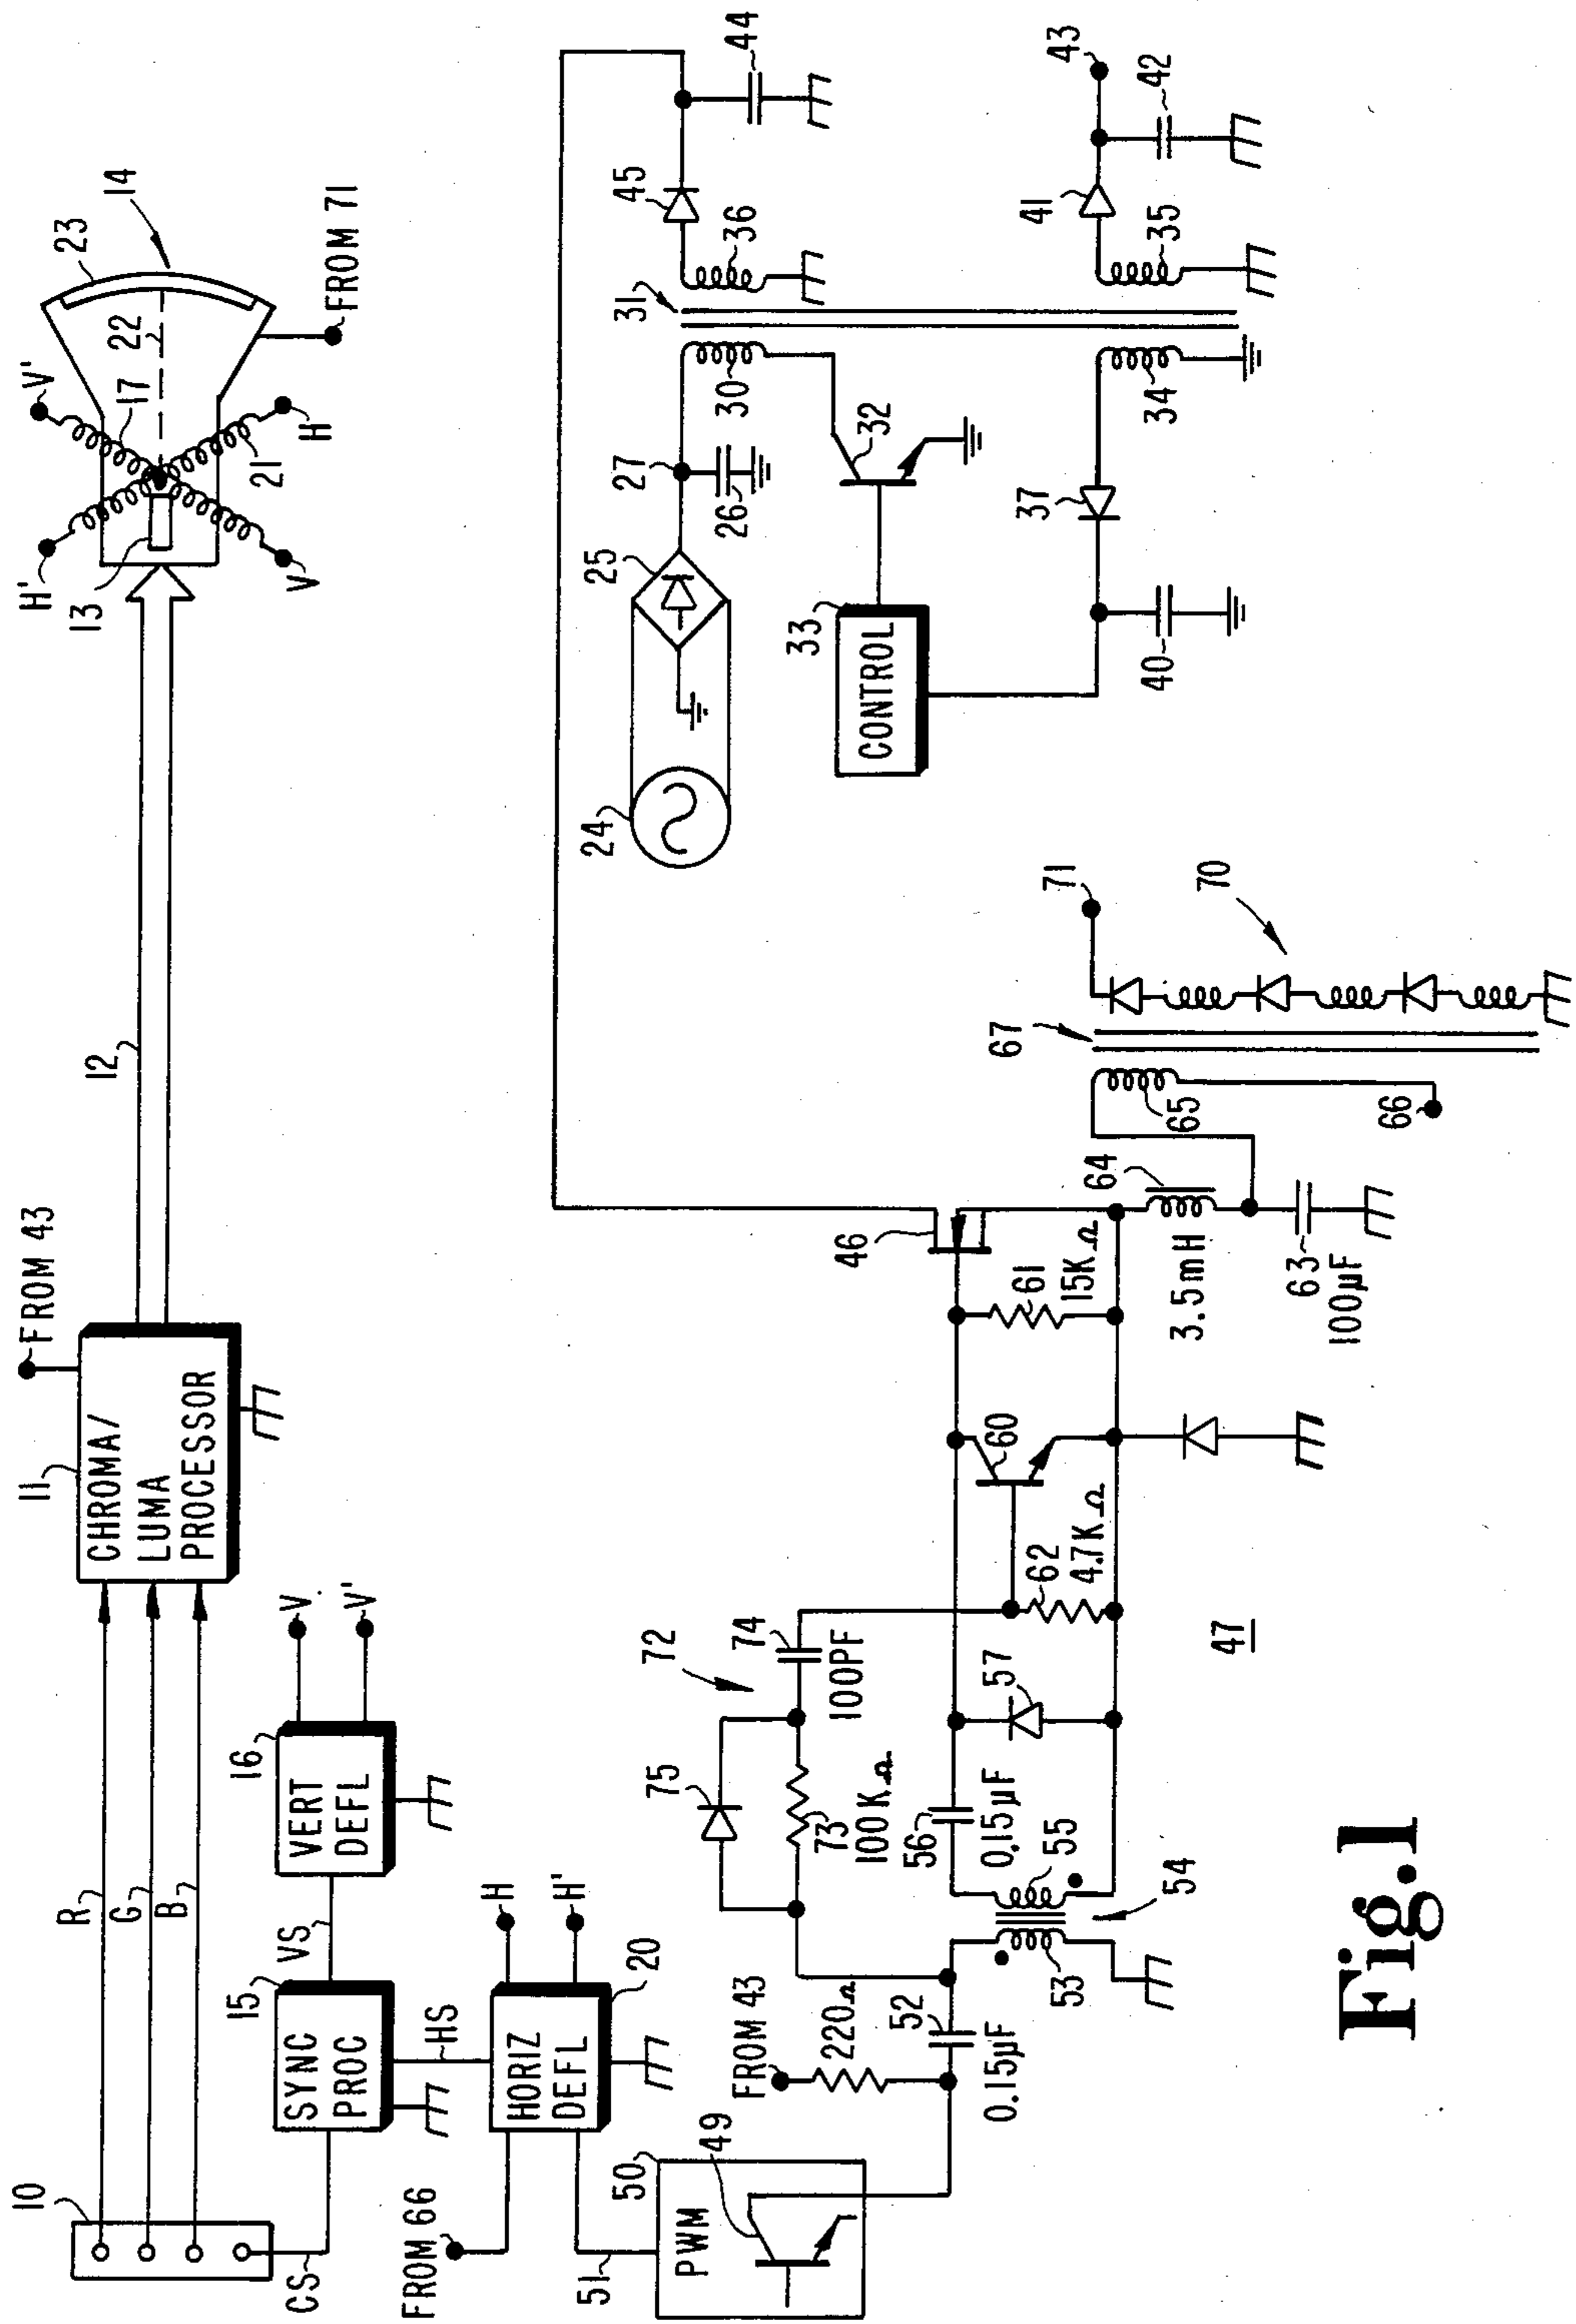 10
R
G
B
CS
11
CHROMA/
LUMA
PROCESSOR
FROM 43
12
H'
13
V'
17
22
23
14
21
H
V
FROM 71
15
SYNC
PROC
VS
16
VERT
DEFL
V
V'
HS
HORIZ
DEFL
20
H
H'
FROM 66
51
50
PWM
49
FROM 43
220Ω
52
0.15µF
53
54
55
56
0.15µF
57
75
73
100KΩ
72
74
100PF
62
4.7KΩ
60
61
15KΩ
46
47
64
3.5mH
63
100µF
65
66
67
70
71
24
25
26
27
30
31
32
33
CONTROL
34
35
36
37
40
41
42
43
44
45
Fig.1